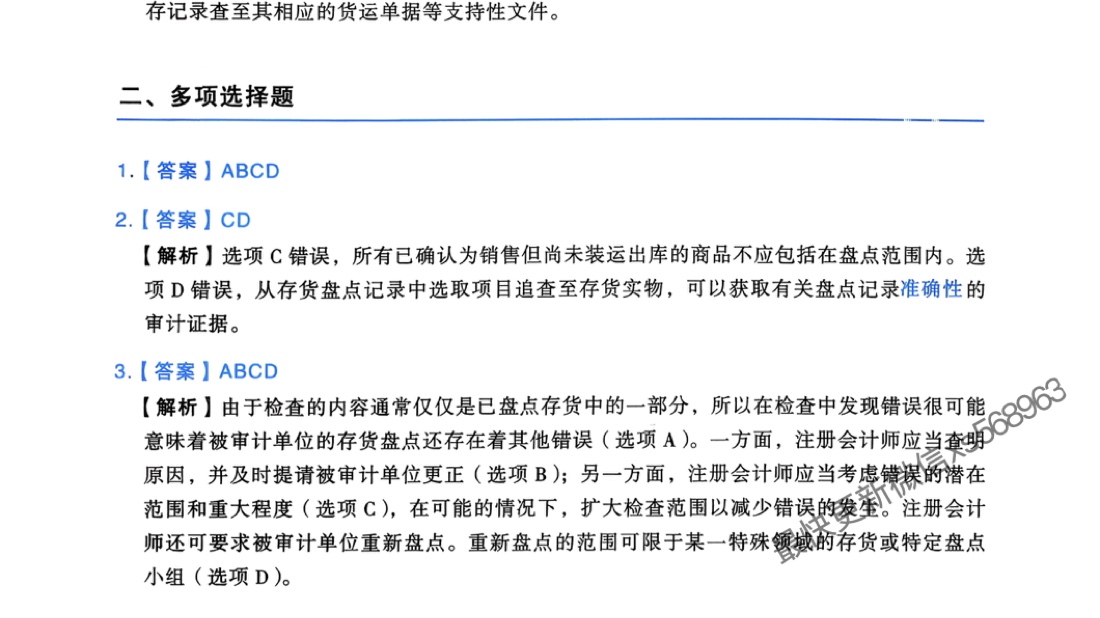 存记录查至其相应的货运单据等支持性文件。
二、多项选择题
1.【答案】ABCD
2.【答案】CD
【解析】选项 C 错误，所有已确认为销售但尚未装运出库的商品不应包括在盘点范围内。选
项 D 错误，从存货盘点记录中选取项目追查至存货实物，可以获取有关盘点记录准确性的
审计证据。
3.【答案】ABCD
【解析】由于检查的内容通常仅仅是已盘点存货中的一部分，所以在检查中发现错误很可能
意味着被审计单位的存货盘点还存在着其他错误（选项 A）。一方面，注册会计师应当查明
原因，并及时提请被审计单位更正（选项 B）；另一方面，注册会计师应当考虑错误的潜在
范围和重大程度（选项 C），在可能的情况下，扩大检查范围以减少错误的发生。注册会计
师还可要求被审计单位重新盘点。重新盘点的范围可限于某一特殊领域的存货或特定盘点
小组（选项 D）。
最快更新微信xs568963